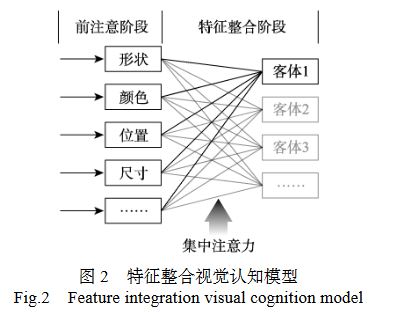 前注意阶段 特征整合阶段
形状
颜色
位置
尺寸
……
客体1
客体2
客体3
……
集中注意力
图 2 特征整合视觉认知模型
Fig.2 Feature integration visual cognition model